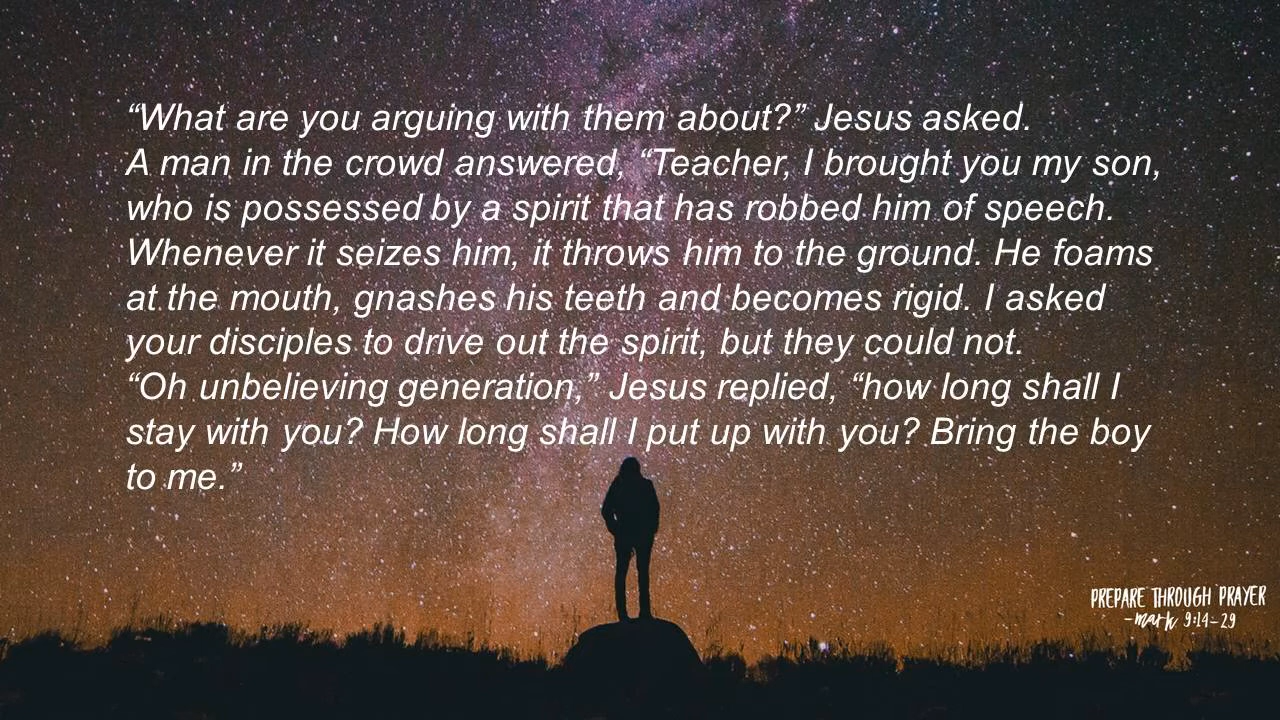 “What are you arguing with them about?” Jesus asked.
A man in the crowd answered, “Teacher, I brought you my son,
who is possessed by a spirit that has robbed him of speech.
Whenever it seizes him, it throws him to the ground. He foams
at the mouth, gnashes his teeth and becomes rigid. I asked
your disciples to drive out the spirit, but they could not.
“Oh unbelieving generation,” Jesus replied, “how long shall I
stay with you? How long shall I put up with you? Bring the boy
to me.”
PREPARE THROUGH PRAYER
-mark 9:14-29